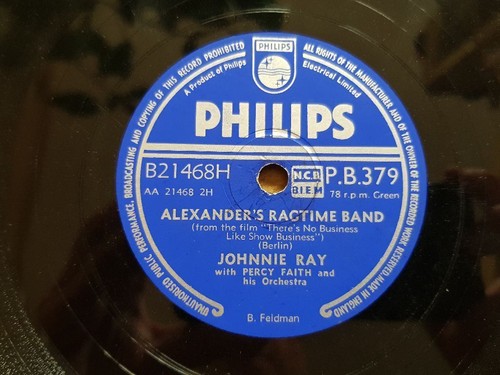 UNAUTHORISED PUBLIC PERFORMANCE, BROADCASTING AND COPYING OF THIS RECORD PROHIBITED
ALL RIGHTS OF THE MANUFACTURER AND OF THE OWNER OF THE RECORDED WORK RESERVED. MADE IN ENGLAND
PHILIPS
A Product of Philips
Electrical Limited
PHILIPS
B21468H
N.C.B.
P.B.379
AA 21468 2H
BIEM
78 r.p.m. Green
ALEXANDER'S RAGTIME BAND
(from the film "There's No Business
Like Show Business")
(Berlin)
JOHNNIE RAY
with PERCY FAITH and
his Orchestra
B. Feldman